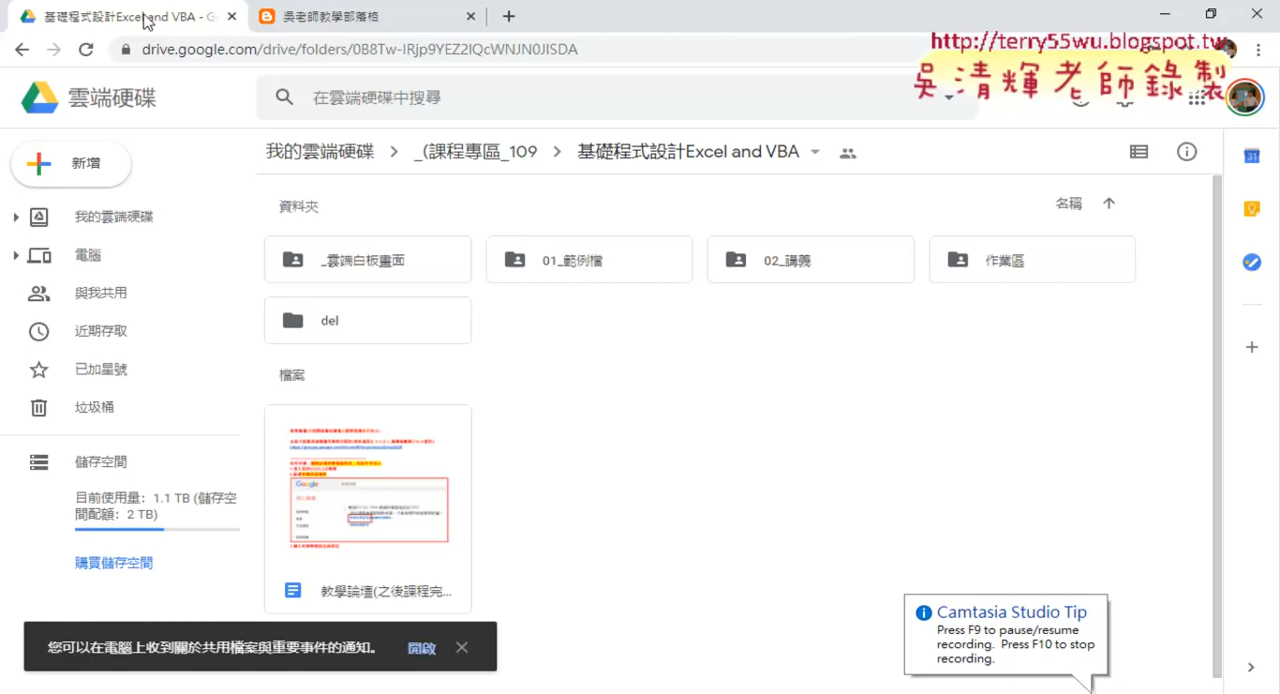 基礎程式設計Excel and VBA - G
吳老師教學部落格
drive.google.com/drive/folders/0B8Tw-IRjp9YEZ2lQcWNJN0JISDA
http://terry55wu.blogspot.tw
吳清輝老師錄製
雲端硬碟
在雲端硬碟中搜尋
新增
我的雲端硬碟 > _(課程專區_109 > 基礎程式設計Excel and VBA
我的雲端硬碟
電腦
與我共用
近期存取
已加星號
垃圾桶
儲存空間
目前使用量：1.1 TB (儲存空
間配額：2 TB)
購買儲存空間
資料夾
名稱
_雲端白板畫面
01_範例檔
02_講義
作業區
del
檔案
Google
教學論壇(之後課程完...
31
您可以在電腦上收到關於共用檔案與重要事件的通知。
開啟
Camtasia Studio Tip
Press F9 to pause/resume
recording. Press F10 to stop
recording.